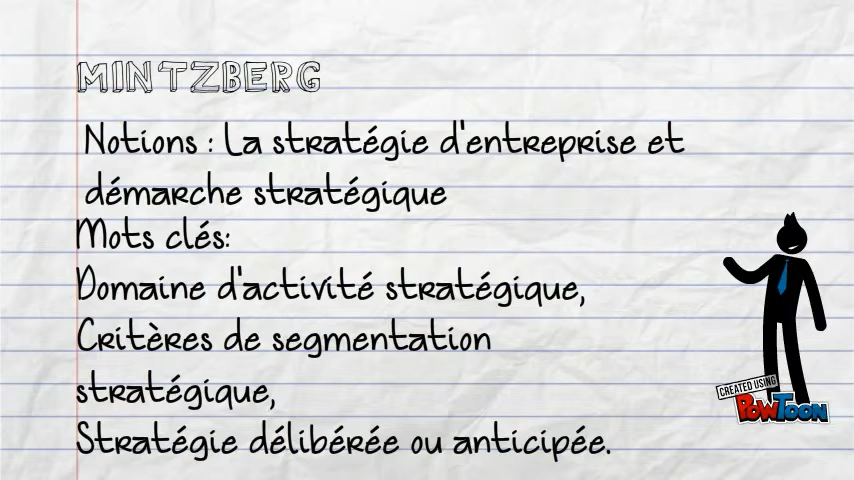 MINTZBERG
Notions : La stratégie d'entreprise et
démarche stratégique
Mots clés:
Domaine d'activité stratégique,
Critères de segmentation
stratégique,
Stratégie délibérée ou anticipée.
CREATED USING
POWTOON